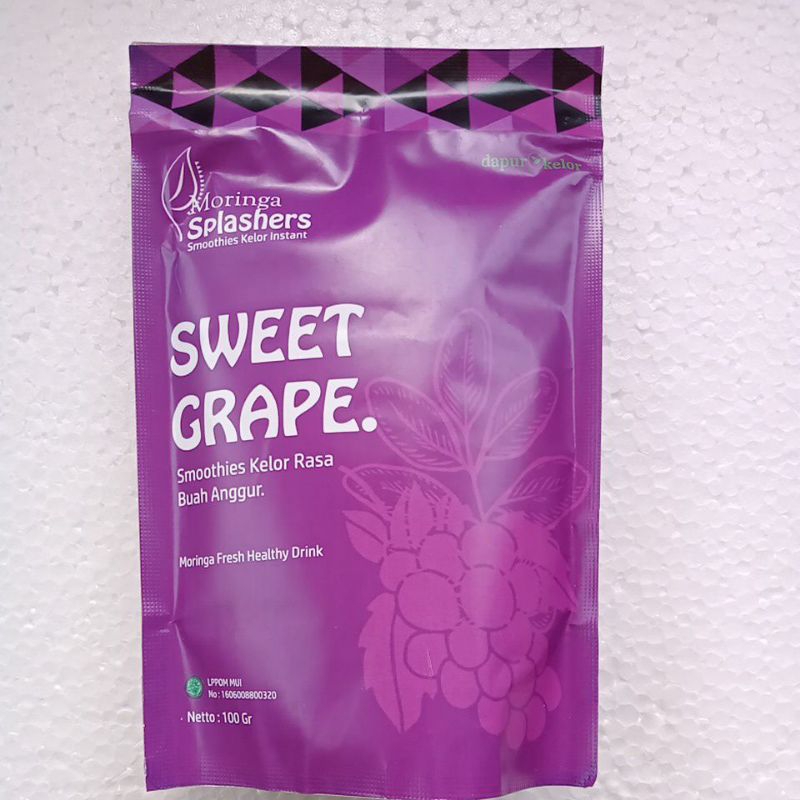 dapur kelor
Moringa
Splashers
Smoothies Kelor Instant
SWEET
GRAPE.
Smoothies Kelor Rasa
Buah Anggur.
Moringa Fresh Healthy Drink
LPPOM MUI
No : 1606008800320
Netto : 100 Gr